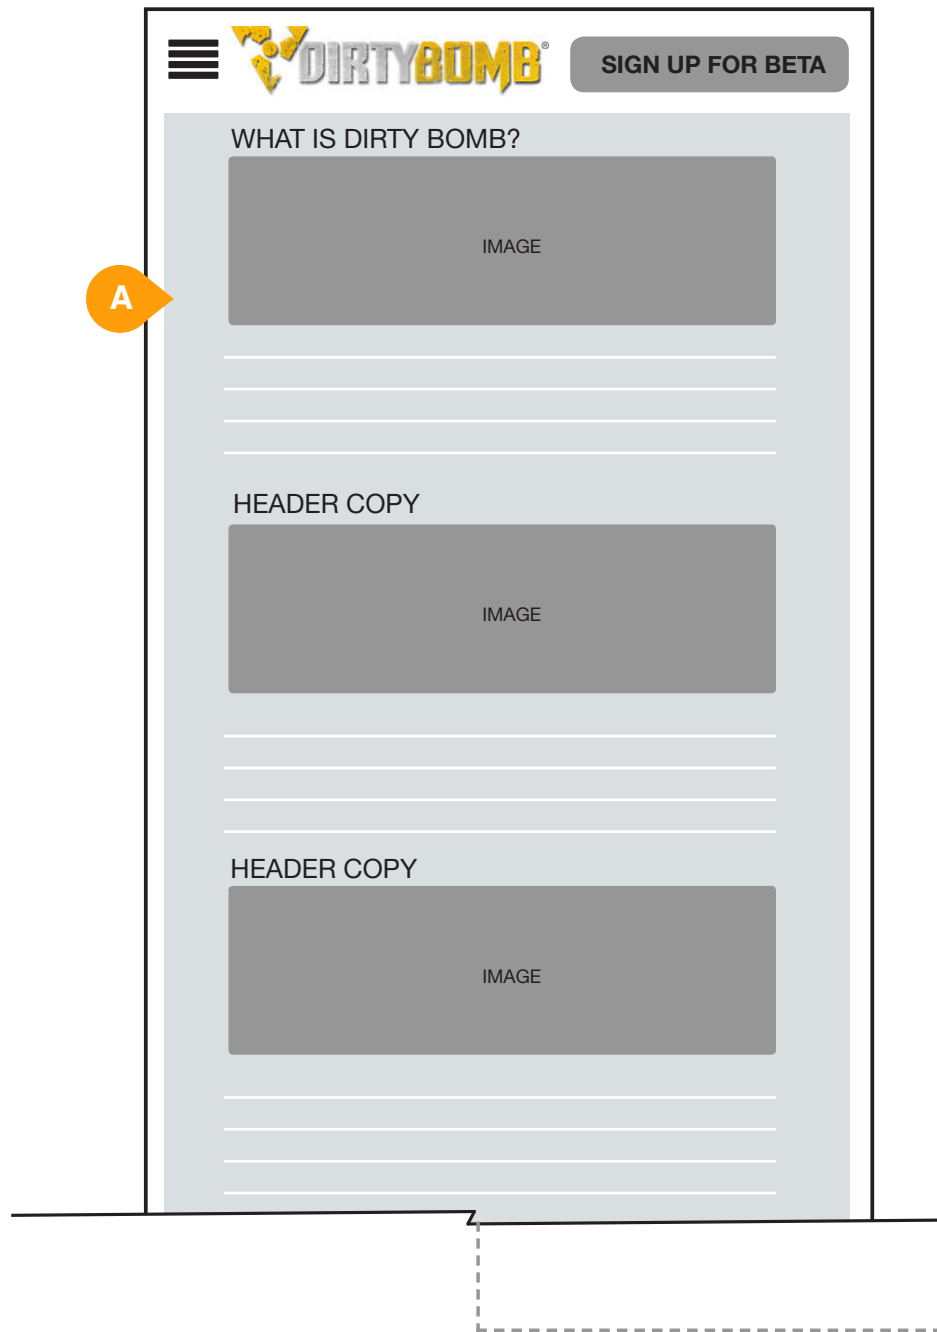 DIRTYBOMB®
SIGN UP FOR BETA
WHAT IS DIRTY BOMB?
IMAGE
A
HEADER COPY
IMAGE
HEADER COPY
IMAGE